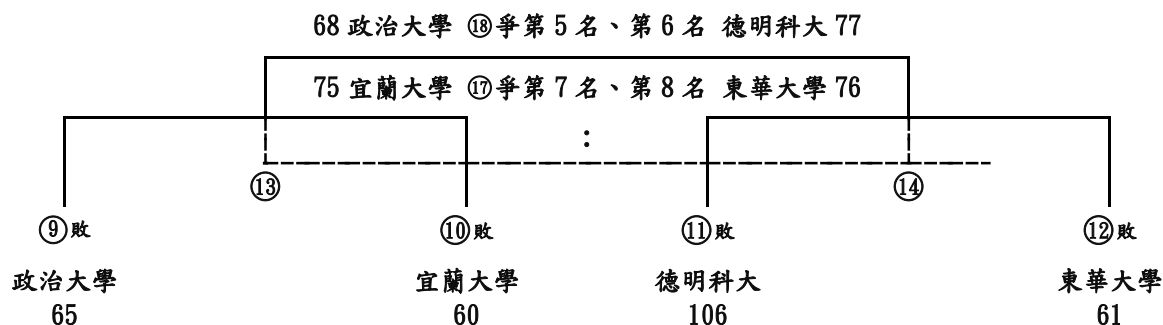 68 政治大學 ⑱爭第 5 名、第 6 名 德明科大 77
75 宜蘭大學 ⑰爭第 7 名、第 8 名 東華大學 76
:
⑬ ⑭
⑨敗 ⑩敗 ⑪敗 ⑫敗
政治大學 宜蘭大學 德明科大 東華大學
65 60 106 61